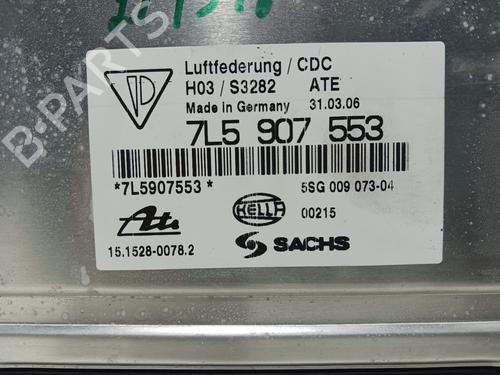 Luftfederung / CDC
H03 / S3282 ATE
Made in Germany 31.03.06
7L5 907 553
*7L5907553* 5SG 009 073-04
Ate HELLA 00215
15.1528-0078.2 SACHS